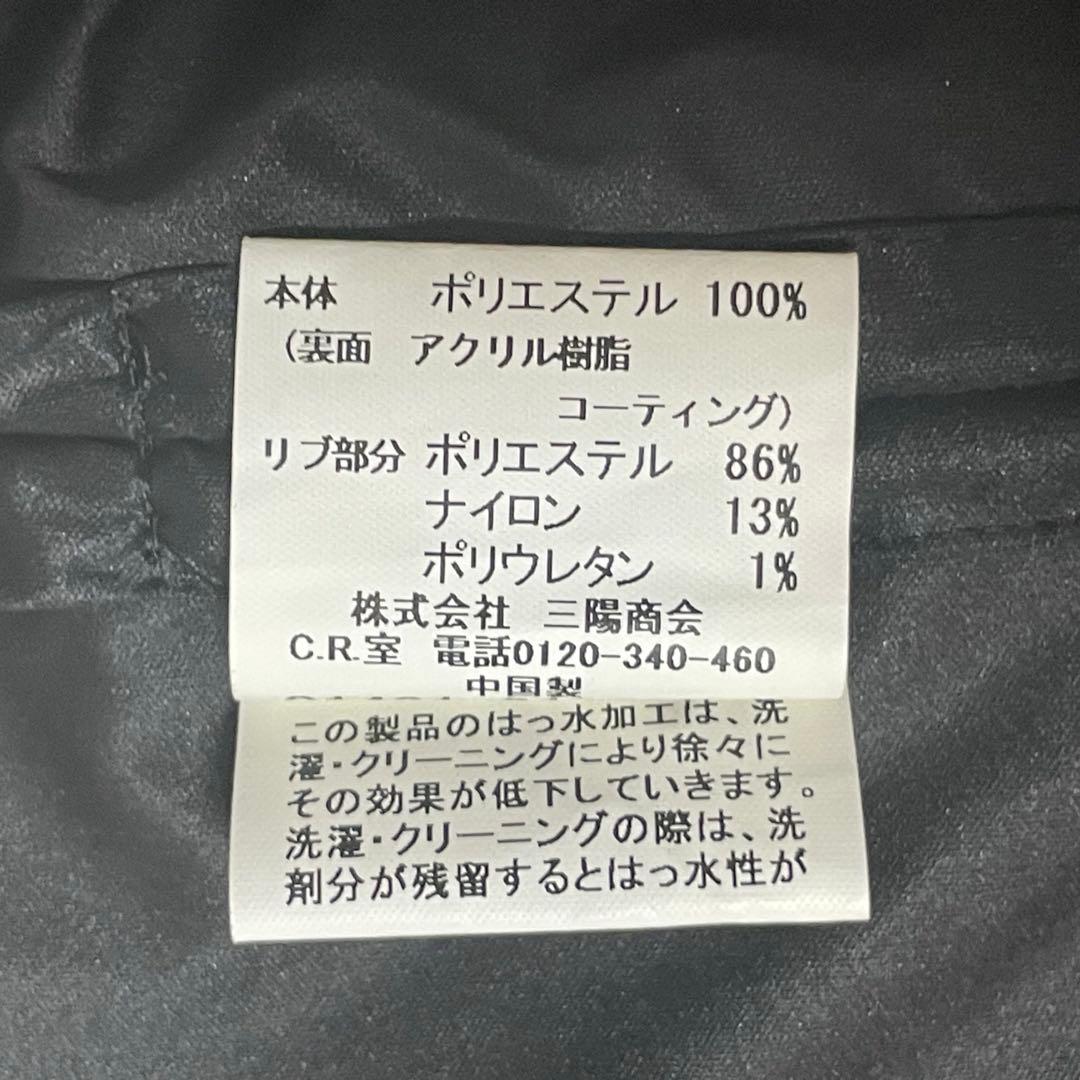 本体 ポリエステル 100%
(裏面 アクリル樹脂
コーティング)
リブ部分 ポリエステル 86%
ナイロン 13%
ポリウレタン 1%
株式会社 三陽商会
C.R.室 電話0120-340-460
中国製
この製品のはっ水加工は、洗
濯・クリーニングにより徐々に
その効果が低下していきます。
洗濯・クリーニングの際は、洗
剤分が残留するとはっ水性が